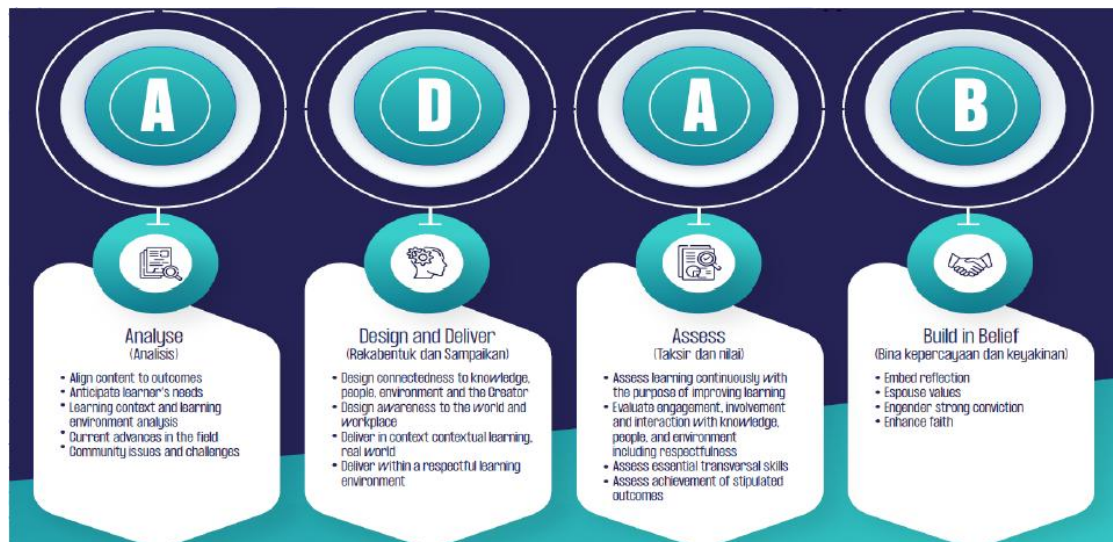 A
D
A
B
Analyse
(Analisis)
• Align content to outcomes
• Anticipate learner's needs
• Learning context and learning
environment analysis
• Current advances in the field
• Community issues and challenges
Design and Deliver
(Rekabentuk dan Sampaikan)
• Design connectedness to knowledge,
people, environment and the Creator
• Design awareness to the world and
workplace
• Deliver in context contextual learning,
real world
• Deliver within a respectful learning
environment
Assess
(Taksir dan nilai)
• Assess learning continuously with
the purpose of improving learning
• Evaluate engagement, involvement
and interaction with knowledge,
people, and environment
including respectfulness
• Assess essential transversal skills
• Assess achievement of stipulated
outcomes
Build in Belief
(Bina kepercayaan dan keyakinan)
• Embed reflection
• Espouse values
• Engender strong conviction
• Enhance faith